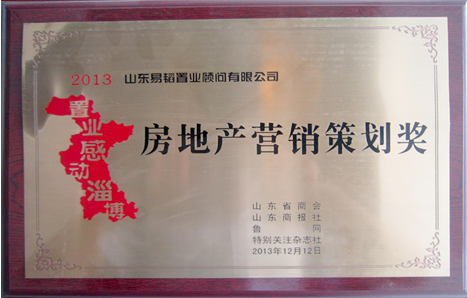 2013 山东易韬置业顾问有限公司
置业感动淄博
房地产营销策划奖
山东省商会
山东商报社
鲁网
特别关注杂志社
2013年12月12日